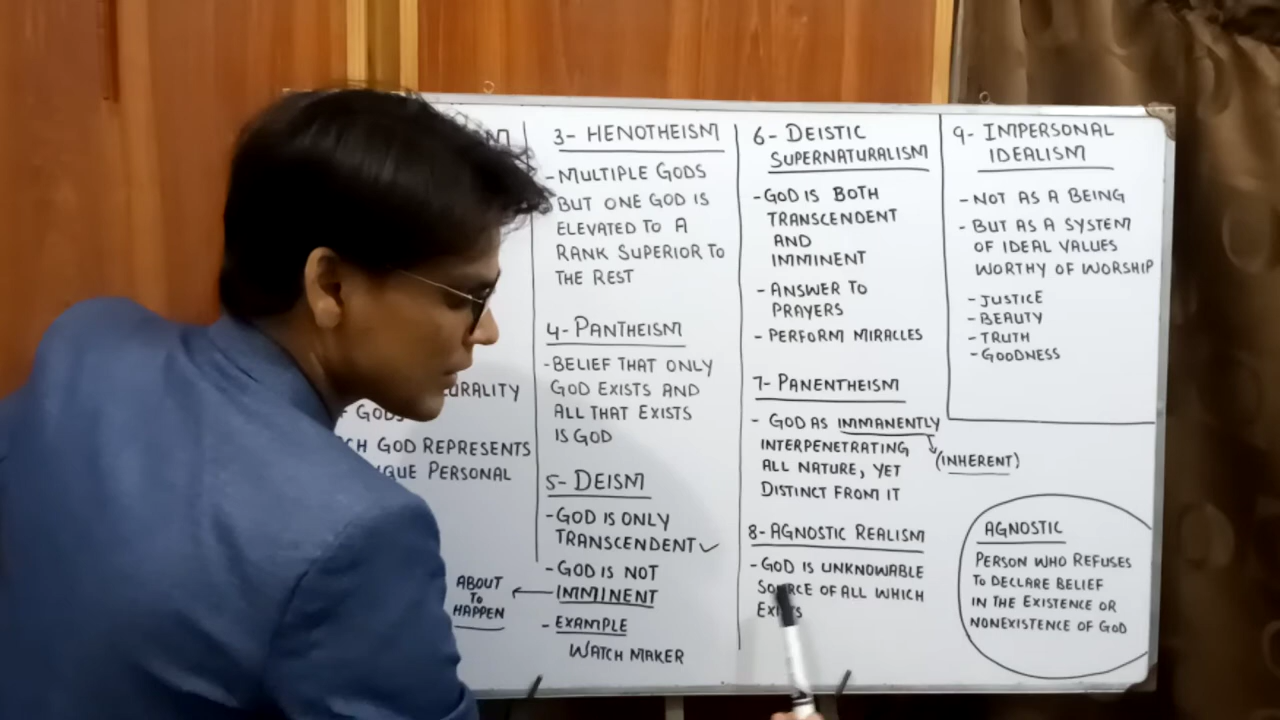 GODS
GOD REPRESENTS
PERSONAL
3- HENOTHEISM
- MULTIPLE GODS
BUT ONE GOD IS
ELEVATED TO A
RANK SUPERIOR TO
THE REST
4- PANTHEISM
- BELIEF THAT ONLY
GOD EXISTS AND
ALL THAT EXISTS
IS GOD
5- DEISM
- GOD IS ONLY
TRANSCENDENT ✓
- GOD IS NOT
IMMINENT
ABOUT
TO
HAPPEN
- EXAMPLE
WATCH MAKER
6- DEISTIC
SUPERNATURALISM
- GOD IS BOTH
TRANSCENDENT
AND
IMMINENT
- ANSWER TO
PRAYERS
- PERFORM MIRACLES
7- PANENTHEISM
- GOD AS IMMANENTLY
INTERPENETRATING
ALL NATURE, YET
DISTINCT FROM IT
(INHERENT)
8- AGNOSTIC REALISM
- GOD IS UNKNOWABLE
SOURCE OF ALL WHICH
EXISTS
9- IMPERSONAL
IDEALISM
- NOT AS A BEING
- BUT AS A SYSTEM
OF IDEAL VALUES
WORTHY OF WORSHIP
- JUSTICE
- BEAUTY
- TRUTH
- GOODNESS
AGNOSTIC
PERSON WHO REFUSES
TO DECLARE BELIEF
IN THE EXISTENCE OR
NONEXISTENCE OF GOD